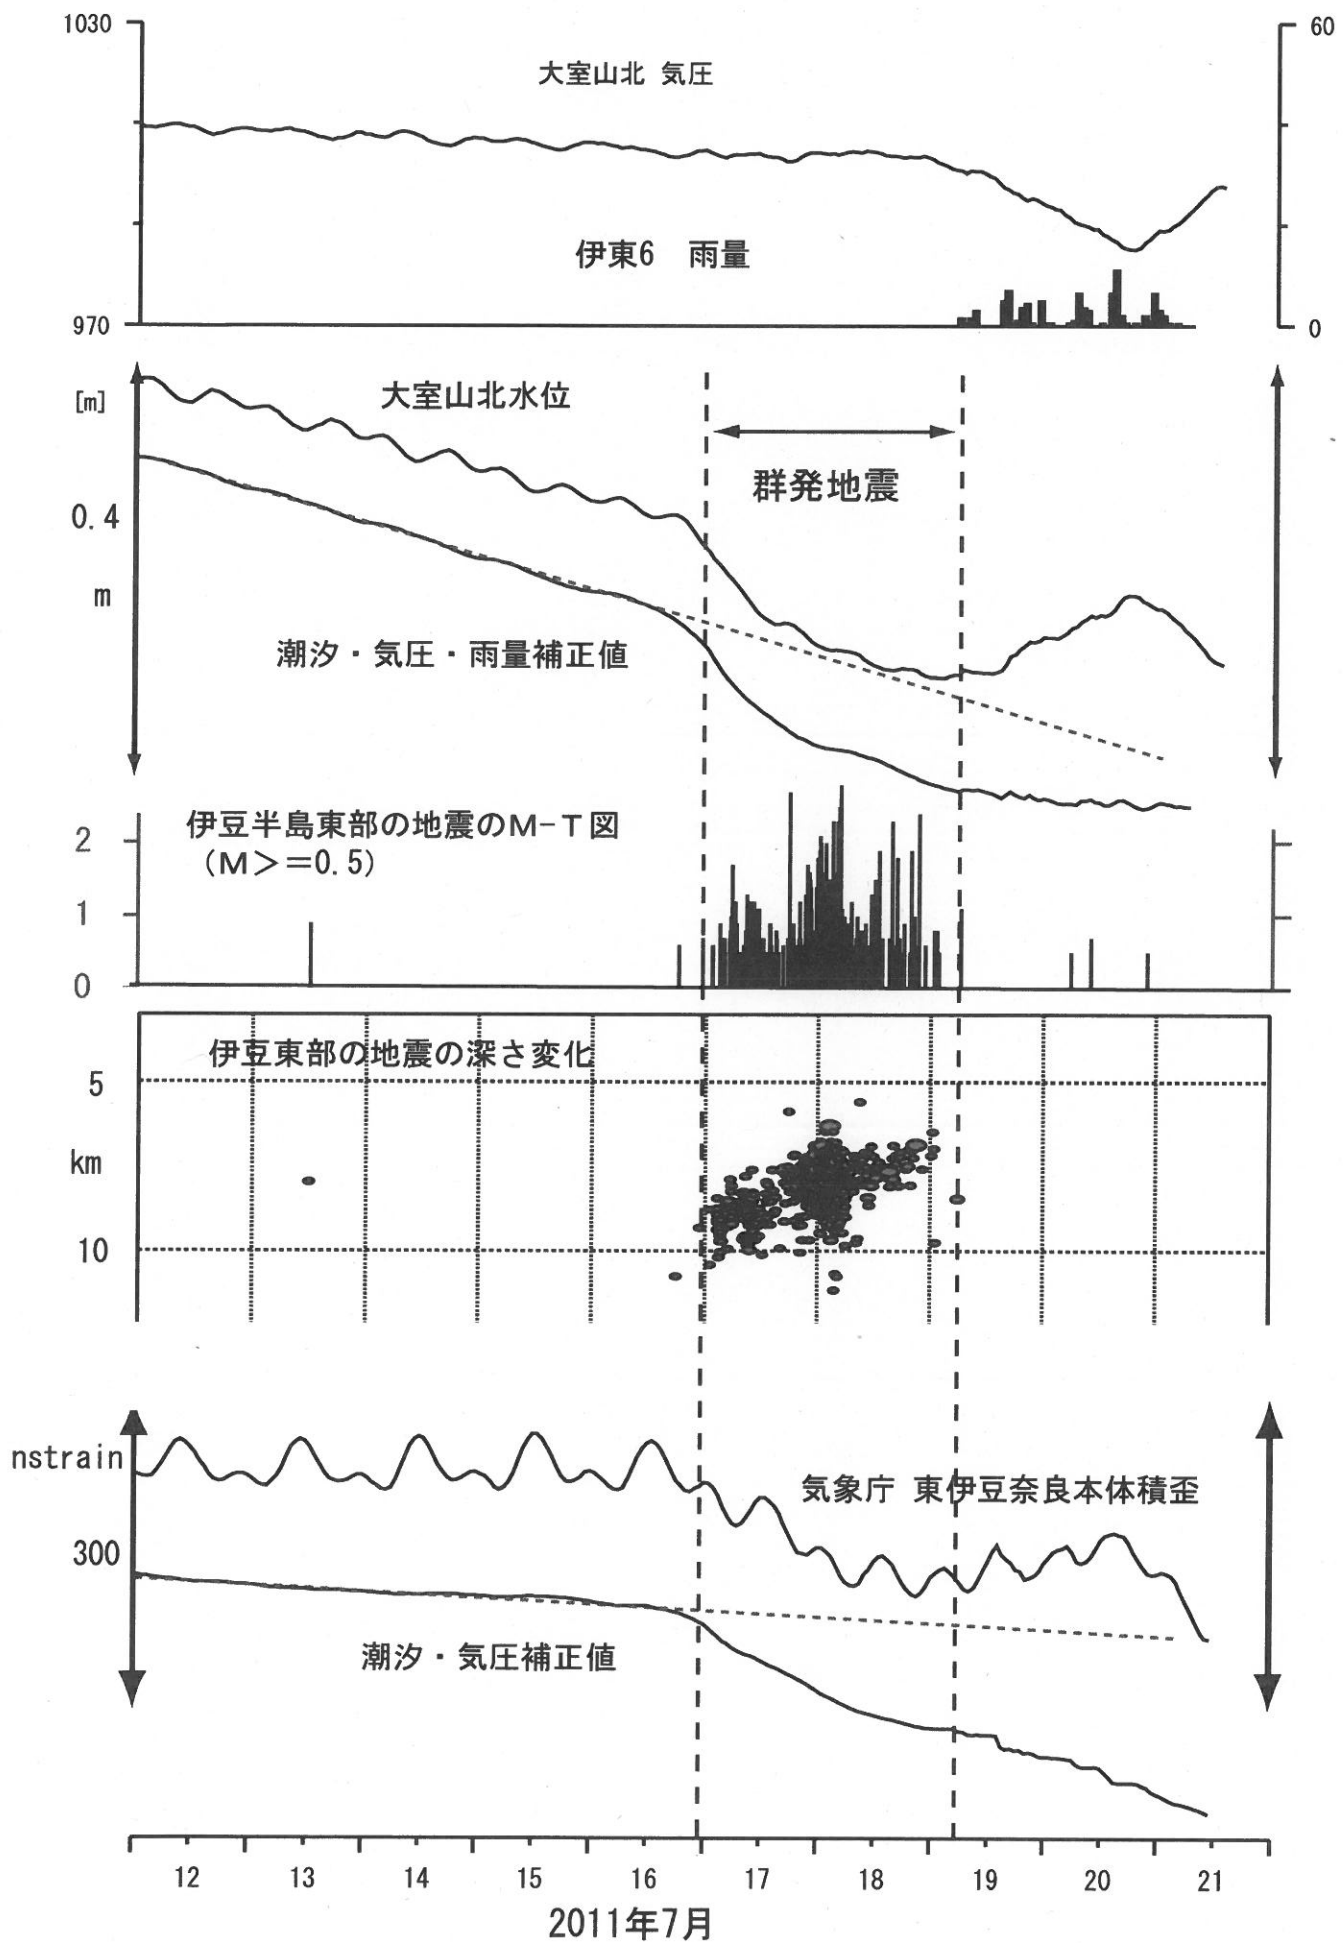 1030
60
大室山北 気圧
伊東6 雨量
970
0
[m]
大室山北水位
群発地震
0.4
m
潮汐・気圧・雨量補正値
伊豆半島東部の地震のM-T図
2
(M>=0.5)
1
0
伊豆東部の地震の深さ変化
5
km
10
nstrain
気象庁 東伊豆奈良本体積歪
300
潮汐・気圧補正値
12 13 14 15 16 17 18 19 20 21
2011年7月